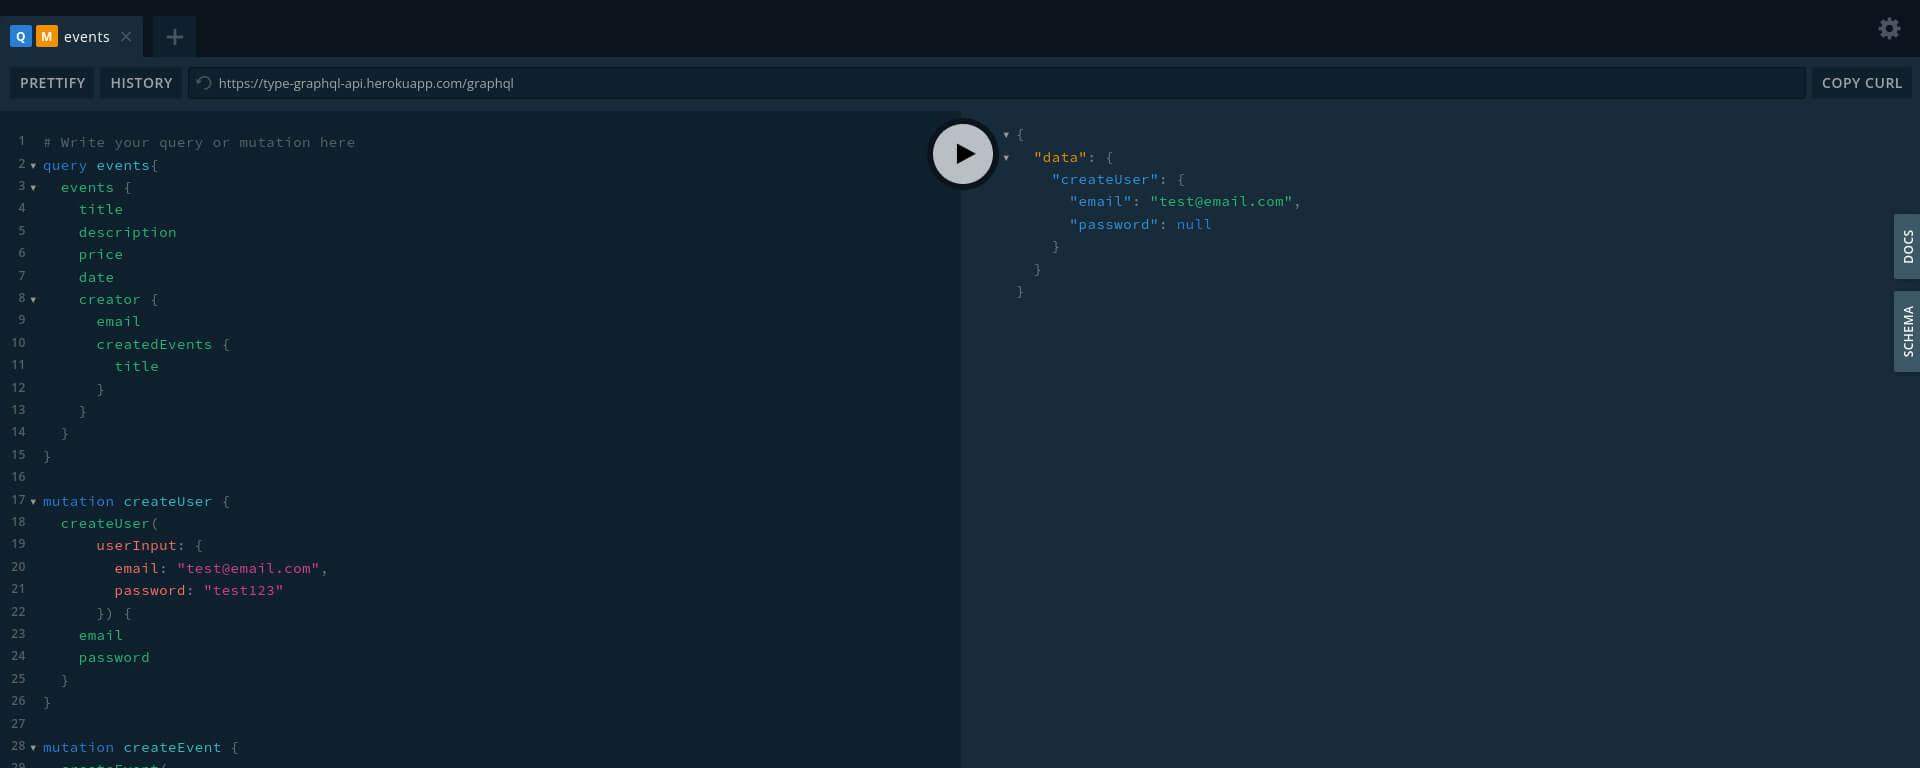 Q M events
PRETTIFY HISTORY https://type-graphql-api.herokuapp.com/graphql COPY CURL
1 # Write your query or mutation here
2 query events{
3 events {
4 title
5 description
6 price
7 date
8 creator {
9 email
10 createdEvents {
11 title
12 }
13 }
14 }
15 }
16
17 mutation createUser {
18 createUser(
19 userInput: {
20 email: "test@email.com",
21 password: "test123"
22 }) {
23 email
24 password
25 }
26 }
27
28 mutation createEvent {
29 createEvent(
{
"data": {
"createUser": {
"email": "test@email.com",
"password": null
}
}
}
DOCS
SCHEMA